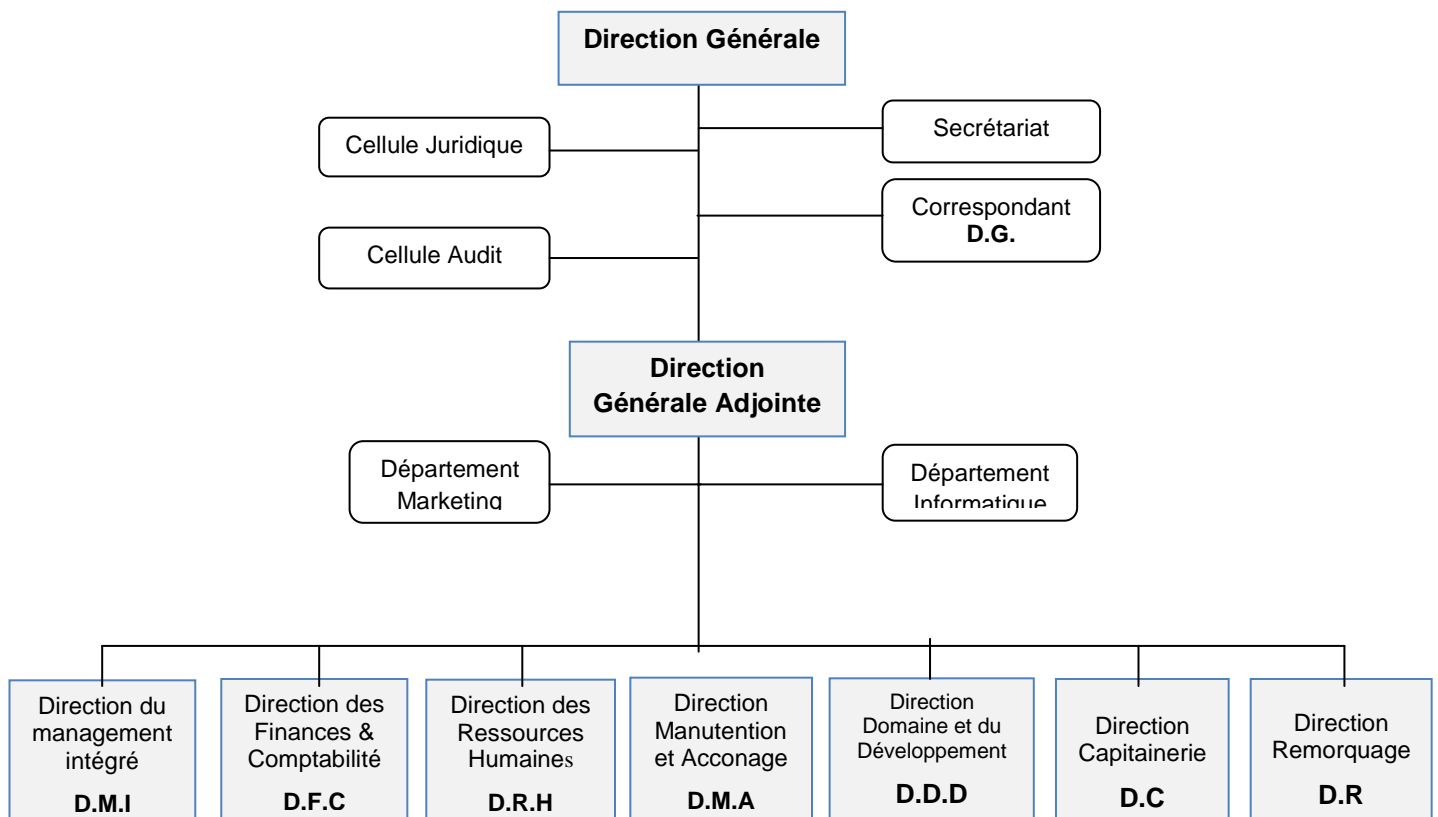 Direction Générale
Secrétariat
Cellule Juridique
Correspondant
D.G.
Cellule Audit
Direction
Générale Adjointe
Département
Marketing
Département
Informatique
Direction du
management
intégré
D.M.I
Direction des
Finances &
Comptabilité
D.F.C
Direction des
Ressources
Humaines
D.R.H
Direction
Manutention
et Acconage
D.M.A
Direction
Domaine et du
Développement
D.D.D
Direction
Capitainerie
D.C
Direction
Remorquage
D.R